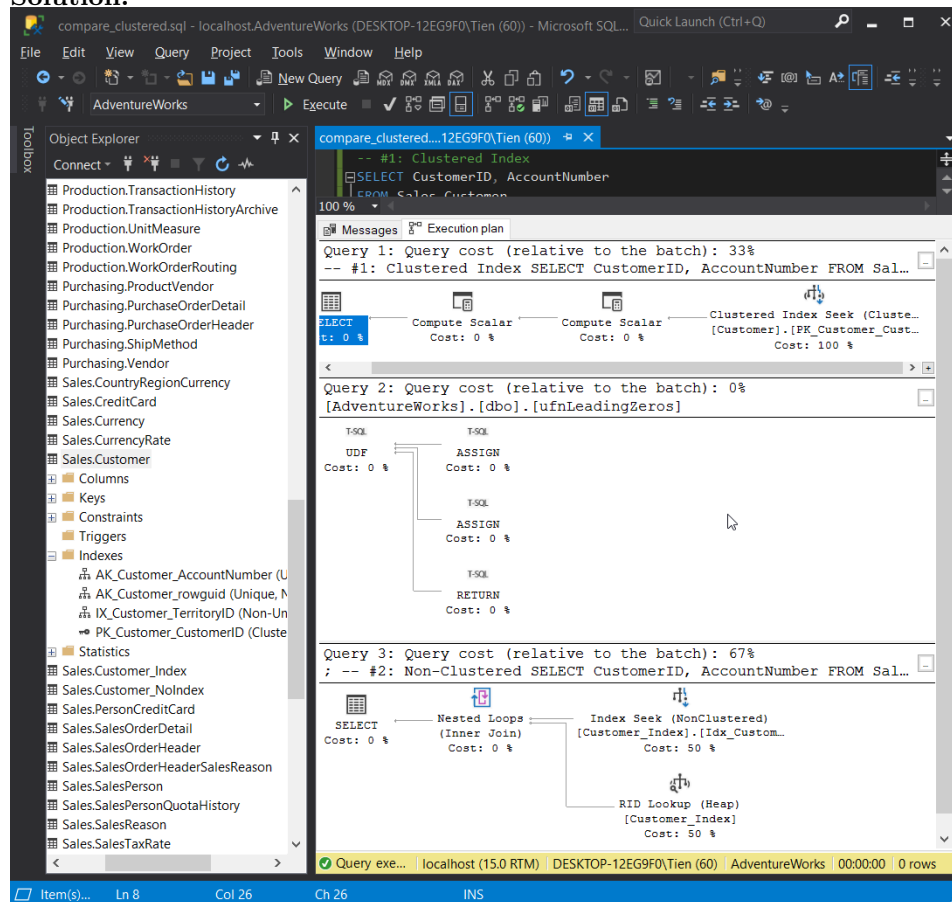 Solution:
compare_clustered.sql - localhost.AdventureWorks (DESKTOP-12EG9F0\Tien (60)) - Microsoft SQL...
Quick Launch (Ctrl+Q)
File Edit View Query Project Tools Window Help
New Query
AdventureWorks Execute
Toolbox
Object Explorer
Connect
Production.TransactionHistory
Production.TransactionHistoryArchive
Production.UnitMeasure
Production.WorkOrder
Production.WorkOrderRouting
Purchasing.ProductVendor
Purchasing.PurchaseOrderDetail
Purchasing.PurchaseOrderHeader
Purchasing.ShipMethod
Purchasing.Vendor
Sales.CountryRegionCurrency
Sales.CreditCard
Sales.Currency
Sales.CurrencyRate
Sales.Customer
Columns
Keys
Constraints
Triggers
Indexes
AK_Customer_AccountNumber (U
AK_Customer_rowguid (Unique, N
IX_Customer_TerritoryID (Non-Un
PK_Customer_CustomerID (Cluste
Statistics
Sales.Customer_Index
Sales.Customer_NoIndex
Sales.PersonCreditCard
Sales.SalesOrderDetail
Sales.SalesOrderHeader
Sales.SalesOrderHeaderSalesReason
Sales.SalesPerson
Sales.SalesPersonQuotaHistory
Sales.SalesReason
Sales.SalesTaxRate
compare_clustered....12EG9F0\Tien (60))
-- #1: Clustered Index
SELECT CustomerID, AccountNumber
FROM Sales.Customer
100 %
Messages Execution plan
Query 1: Query cost (relative to the batch): 33%
-- #1: Clustered Index SELECT CustomerID, AccountNumber FROM Sal…
ELECT
t: 0 %
Compute Scalar
Cost: 0 %
Compute Scalar
Cost: 0 %
Clustered Index Seek (Cluste…
[Customer].[PK_Customer_Cust…
Cost: 100 %
Query 2: Query cost (relative to the batch): 0%
[AdventureWorks].[dbo].[ufnLeadingZeros]
T-SQL
UDF
Cost: 0 %
T-SQL
ASSIGN
Cost: 0 %
T-SQL
ASSIGN
Cost: 0 %
T-SQL
RETURN
Cost: 0 %
Query 3: Query cost (relative to the batch): 67%
; -- #2: Non-Clustered SELECT CustomerID, AccountNumber FROM Sal…
SELECT
Cost: 0 %
Nested Loops
(Inner Join)
Cost: 0 %
Index Seek (NonClustered)
[Customer_Index].[Idx_Custom…
Cost: 50 %
RID Lookup (Heap)
[Customer_Index]
Cost: 50 %
Query exe... localhost (15.0 RTM) DESKTOP-12EG9F0\Tien (60) AdventureWorks 00:00:00 0 rows
Item(s)... Ln 8 Col 26 Ch 26 INS